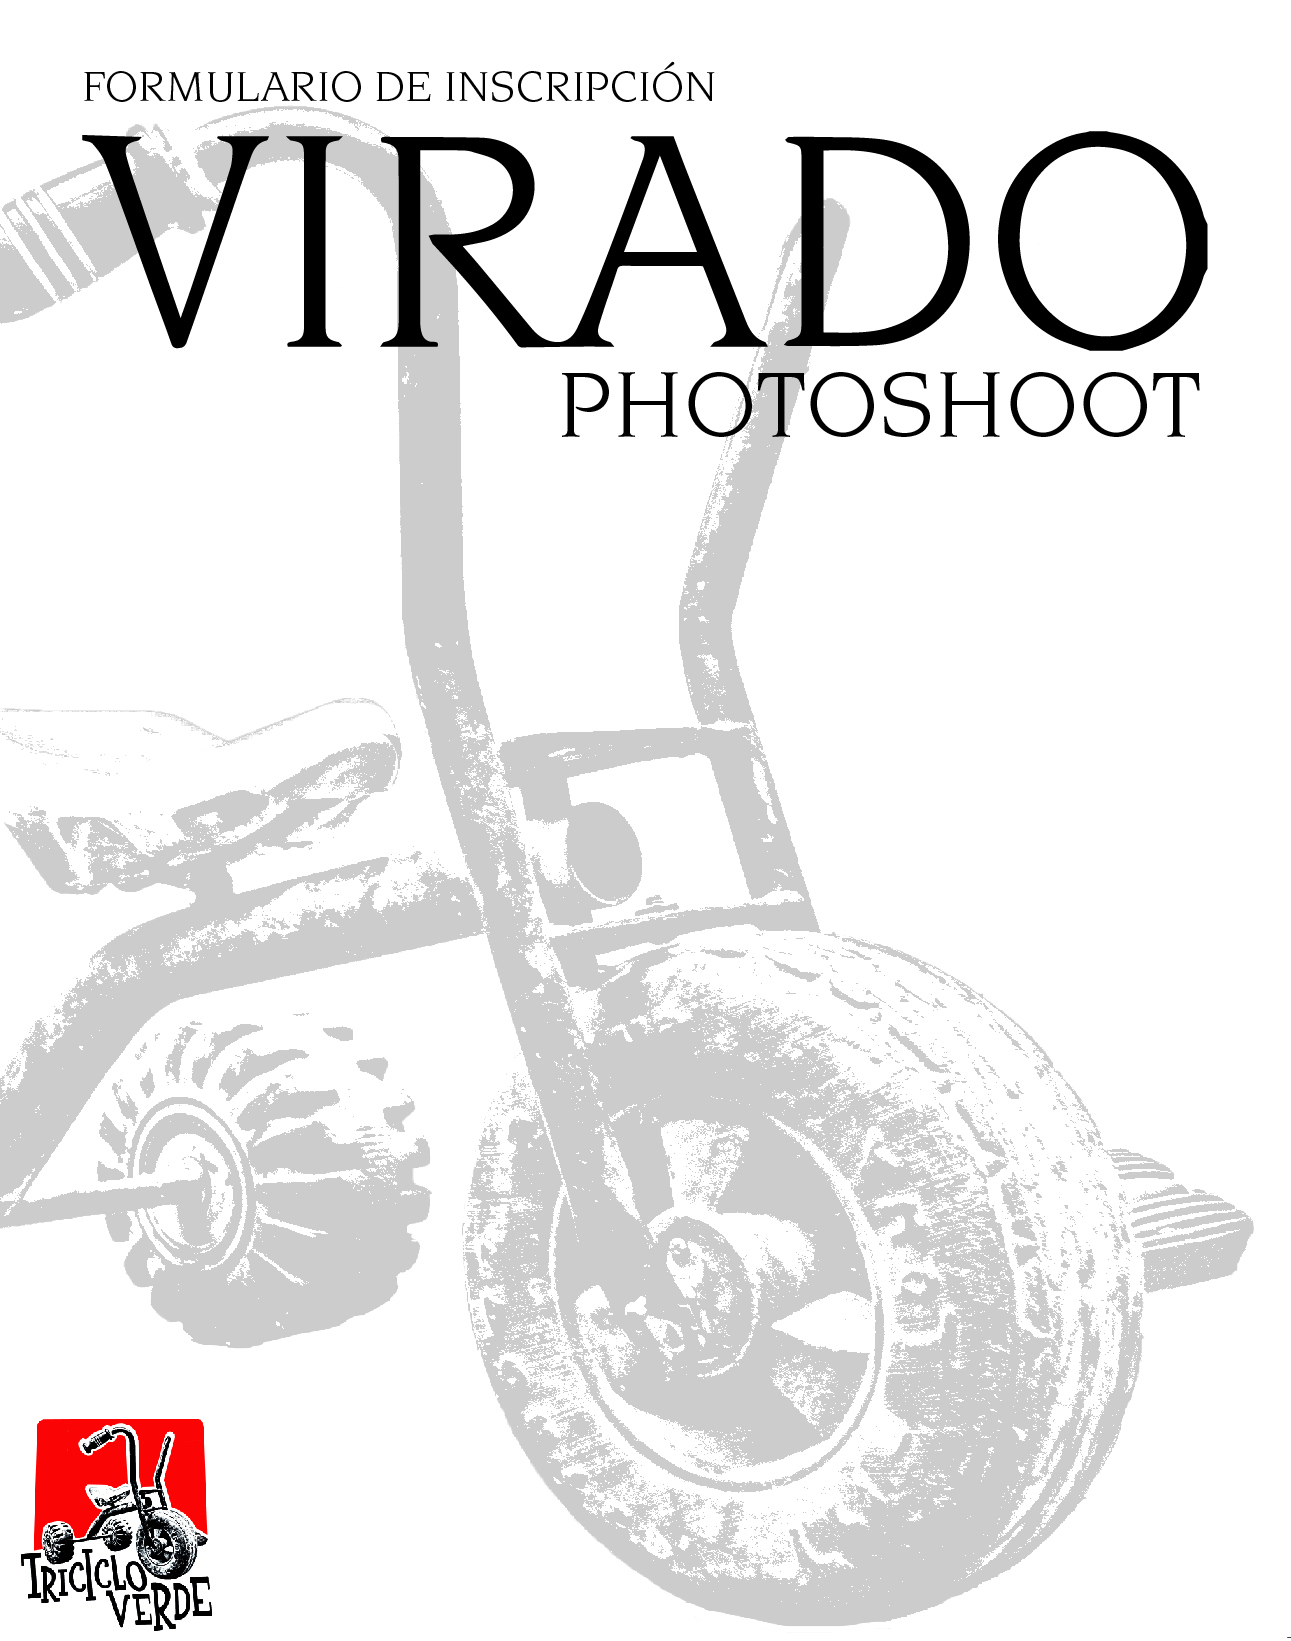 FORMULARIO DE INSCRIPCIÓN
VIRADO
PHOTOSHOOT
TRICICLO
VERDE